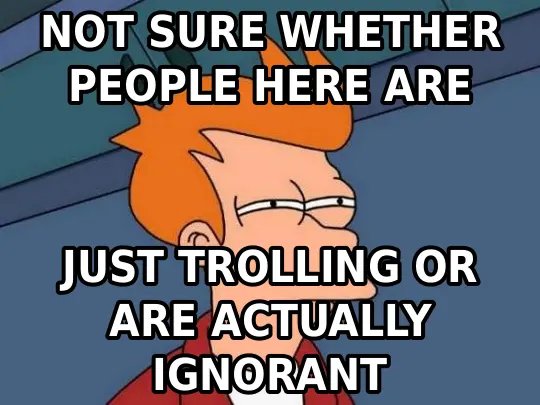 NOT SURE WHETHER
PEOPLE HERE ARE
JUST TROLLING OR
ARE ACTUALLY
IGNORANT